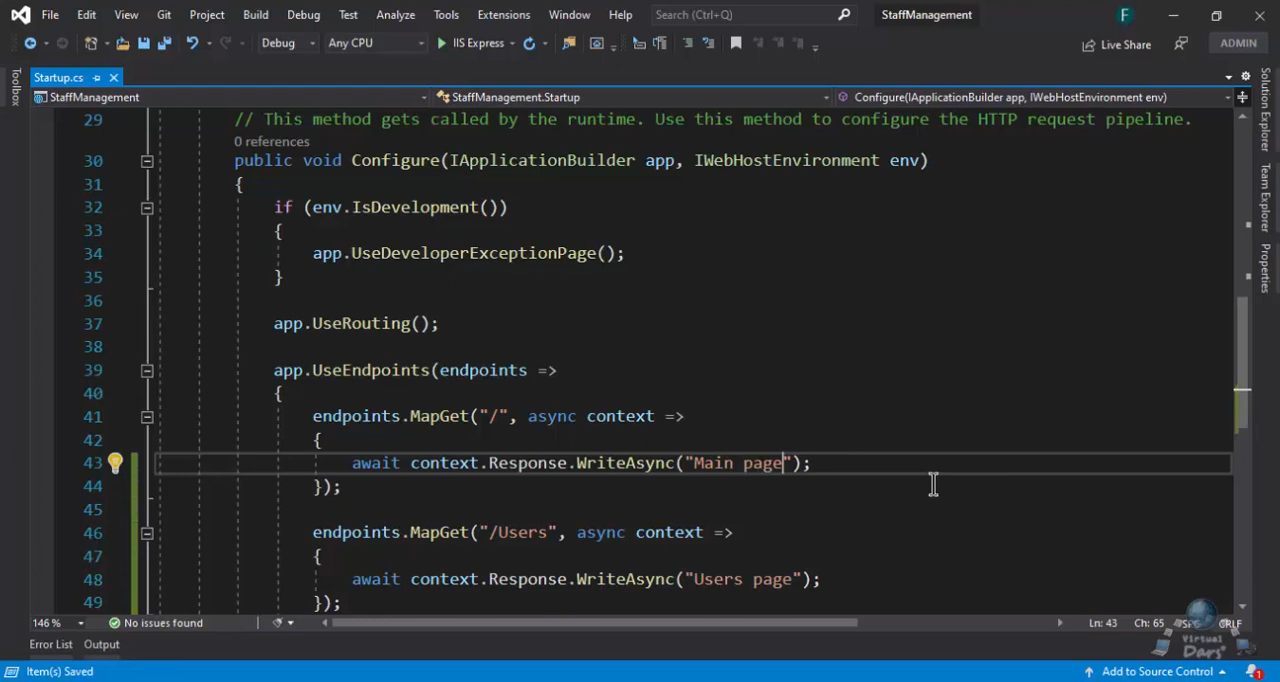 File Edit View Git Project Build Debug Test Analyze Tools Extensions Window Help Search (Ctrl+Q) StaffManagement F
Debug Any CPU IIS Express Live Share ADMIN
Toolbox
Startup.cs
StaffManagement StaffManagement.Startup Configure(IApplicationBuilder app, IWebHostEnvironment env)
29 // This method gets called by the runtime. Use this method to configure the HTTP request pipeline.
0 references
30 public void Configure(IApplicationBuilder app, IWebHostEnvironment env)
31 {
32 if (env.IsDevelopment())
33 {
34 app.UseDeveloperExceptionPage();
35 }
36
37 app.UseRouting();
38
39 app.UseEndpoints(endpoints =>
40 {
41 endpoints.MapGet("/", async context =>
42 {
43 await context.Response.WriteAsync("Main page");
44 });
45
46 endpoints.MapGet("/Users", async context =>
47 {
48 await context.Response.WriteAsync("Users page");
49 });
Solution Explorer
Team Explorer
Properties
146 % No issues found Ln: 43 Ch: 65 SPC CRLF
Virtual
Dars
Error List Output
Item(s) Saved Add to Source Control 1